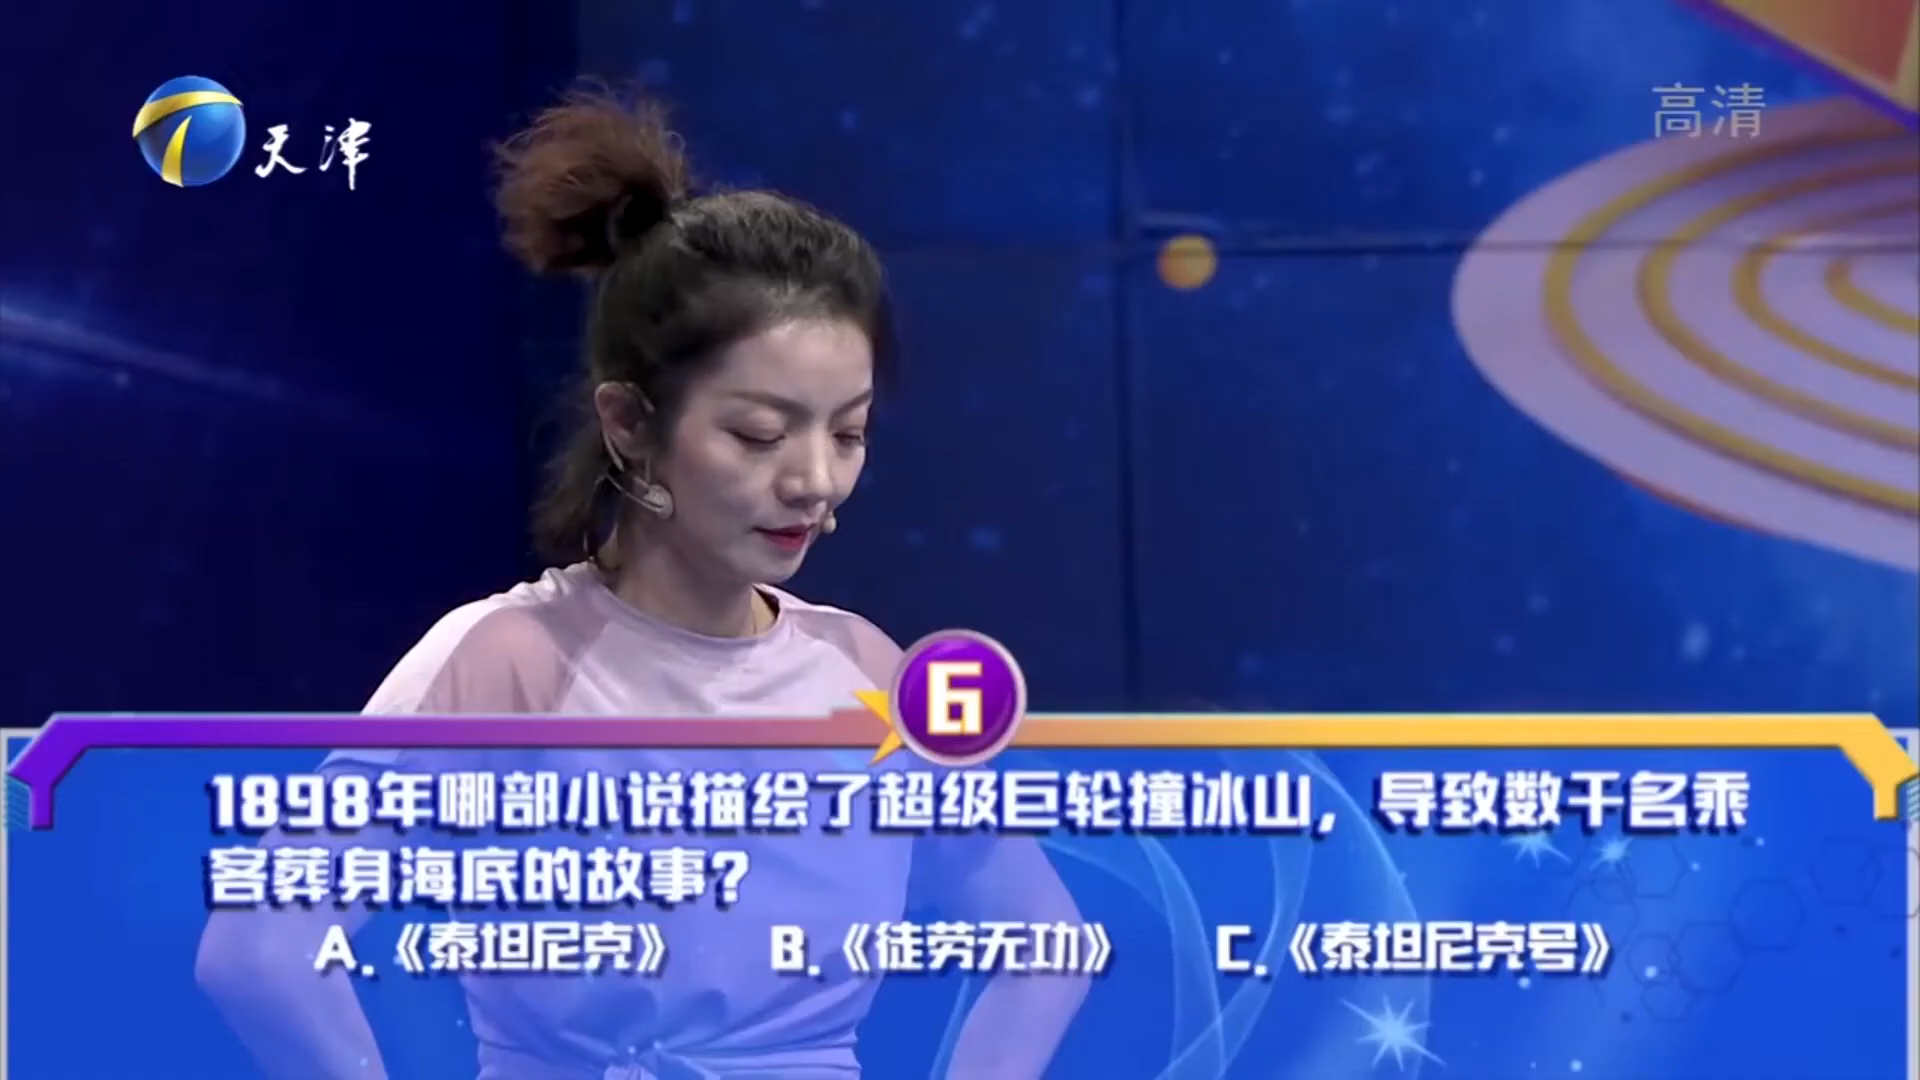 天津
高清
6
1898年哪部小说描绘了超级巨轮撞冰山，导致数千名乘
客葬身海底的故事？
A.《泰坦尼克》 B.《徒劳无功》 C.《泰坦尼克号》